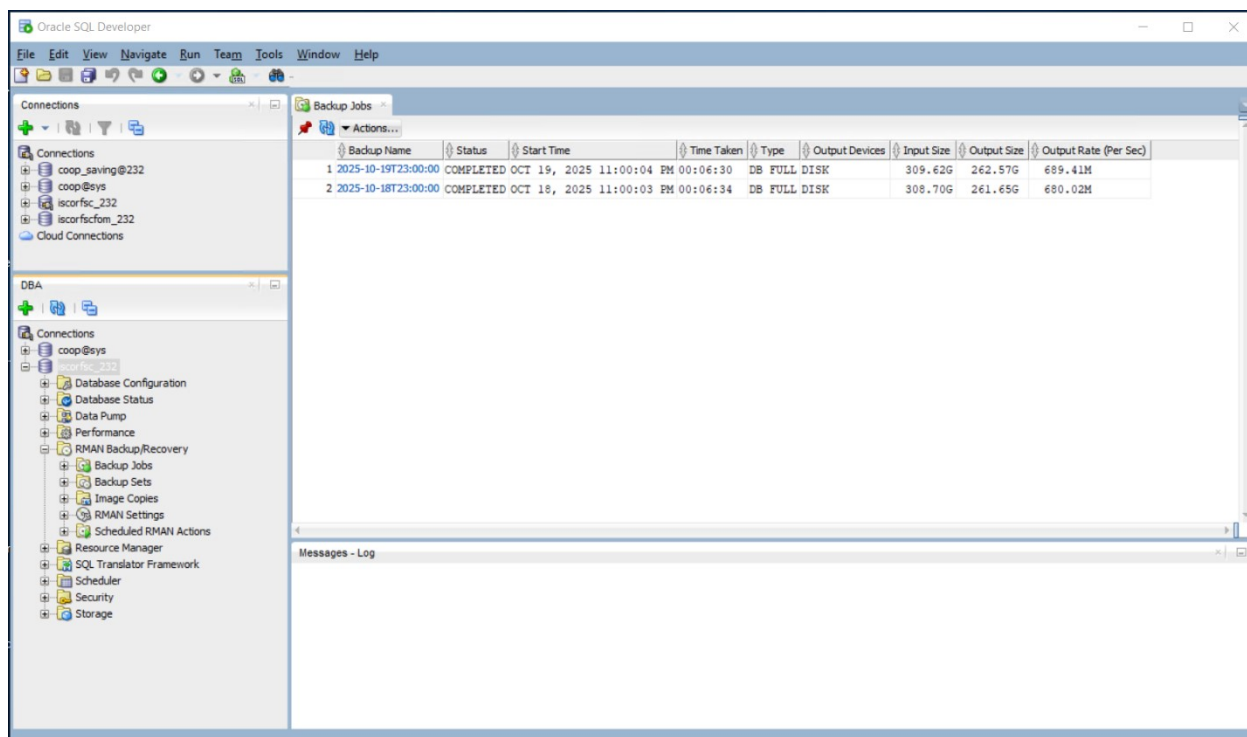 Oracle SQL Developer
File Edit View Navigate Run Team Tools Window Help
Connections
Connections
coop_saving@232
coop@sys
iscorfsc_232
iscorfscfom_232
Cloud Connections
DBA
Connections
coop@sys
iscorfsc_232
Database Configuration
Database Status
Data Pump
Performance
RMAN Backup/Recovery
Backup Jobs
Backup Sets
Image Copies
RMAN Settings
Scheduled RMAN Actions
Resource Manager
SQL Translator Framework
Scheduler
Security
Storage
Backup Jobs
Actions...
Backup Name Status Start Time Time Taken Type Output Devices Input Size Output Size Output Rate (Per Sec)
1 2025-10-19T23:00:00 COMPLETED OCT 19, 2025 11:00:04 PM 00:06:30 DB FULL DISK 309.62G 262.57G 689.41M
2 2025-10-18T23:00:00 COMPLETED OCT 18, 2025 11:00:03 PM 00:06:34 DB FULL DISK 308.70G 261.65G 680.02M
Messages - Log